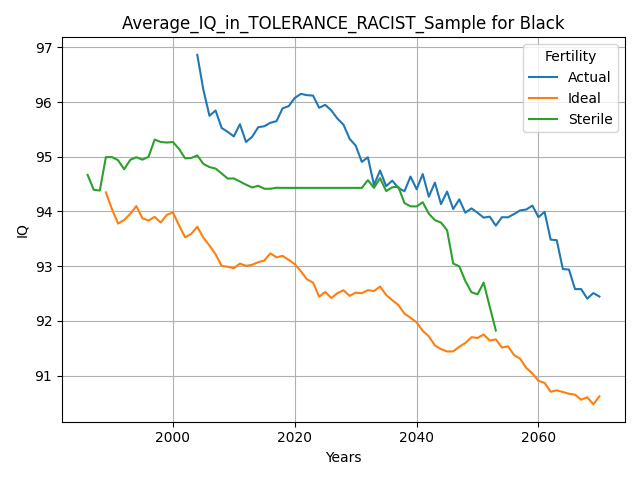 Average_IQ_in_TOLERANCE_RACIST_Sample for Black
97
96
95
94
93
92
91
IQ
2000
2020
2040
2060
Years
Fertility
Actual
Ideal
Sterile